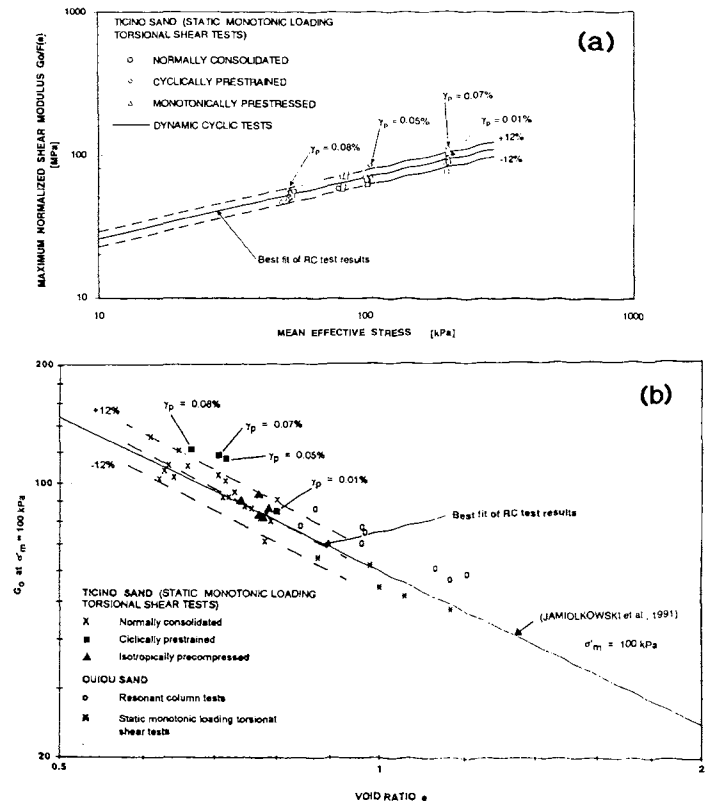 (a)
TICINO SAND (STATIC MONOTONIC LOADING
TORSIONAL SHEAR TESTS)
NORMALLY CONSOLIDATED
CYCLICALLY PRESTRAINED
MONOTONICALLY PRESTRESSED
DYNAMIC CYCLIC TESTS
MAXIMUM NORMALIZED SHEAR MODULUS Go/F(e)
[MPa]
1000
100
10
γp = 0.08%
γp = 0.05%
γp = 0.07%
γp = 0.01%
+12%
-12%
Best fit of RC test results
10
100
1000
MEAN EFFECTIVE STRESS [kPa]
(b)
200
100
20
Go at σ'm = 100 kPa
+12%
-12%
γp = 0.08%
γp = 0.07%
γp = 0.05%
γp = 0.01%
Best fit of RC test results
(JAMIOLKOWSKI et al, 1991)
σ'm = 100 kPa
TICINO SAND (STATIC MONOTONIC LOADING
TORSIONAL SHEAR TESTS)
x Normally consolidated
■ Ciclically prestrained
▲ Isotropically precompressed
QUIOU SAND
o Resonant column tests
Static monotonic loading torsional
shear tests
0.5
1
2
VOID RATIO e